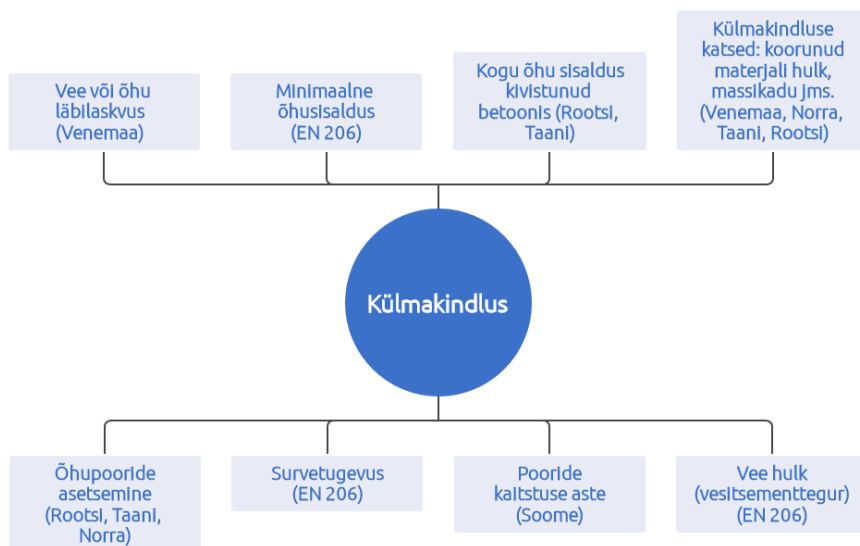 Vee või õhu
läbilaskvus
(Venemaa)
Minimaalne
õhusisaldus
(EN 206)
Kogu õhu sisaldus
kivistunud
betoonis (Rootsi,
Taani)
Külmakindluse
katsed: koorunud
materjali hulk,
massikadu jms.
(Venemaa, Norra,
Taani, Rootsi)
Külmakindlus
Õhupooride
asetsemine
(Rootsi, Taani,
Norra)
Survetugevus
(EN 206)
Pooride
kaitstuse aste
(Soome)
Vee hulk
(vesitsementtegur)
(EN 206)